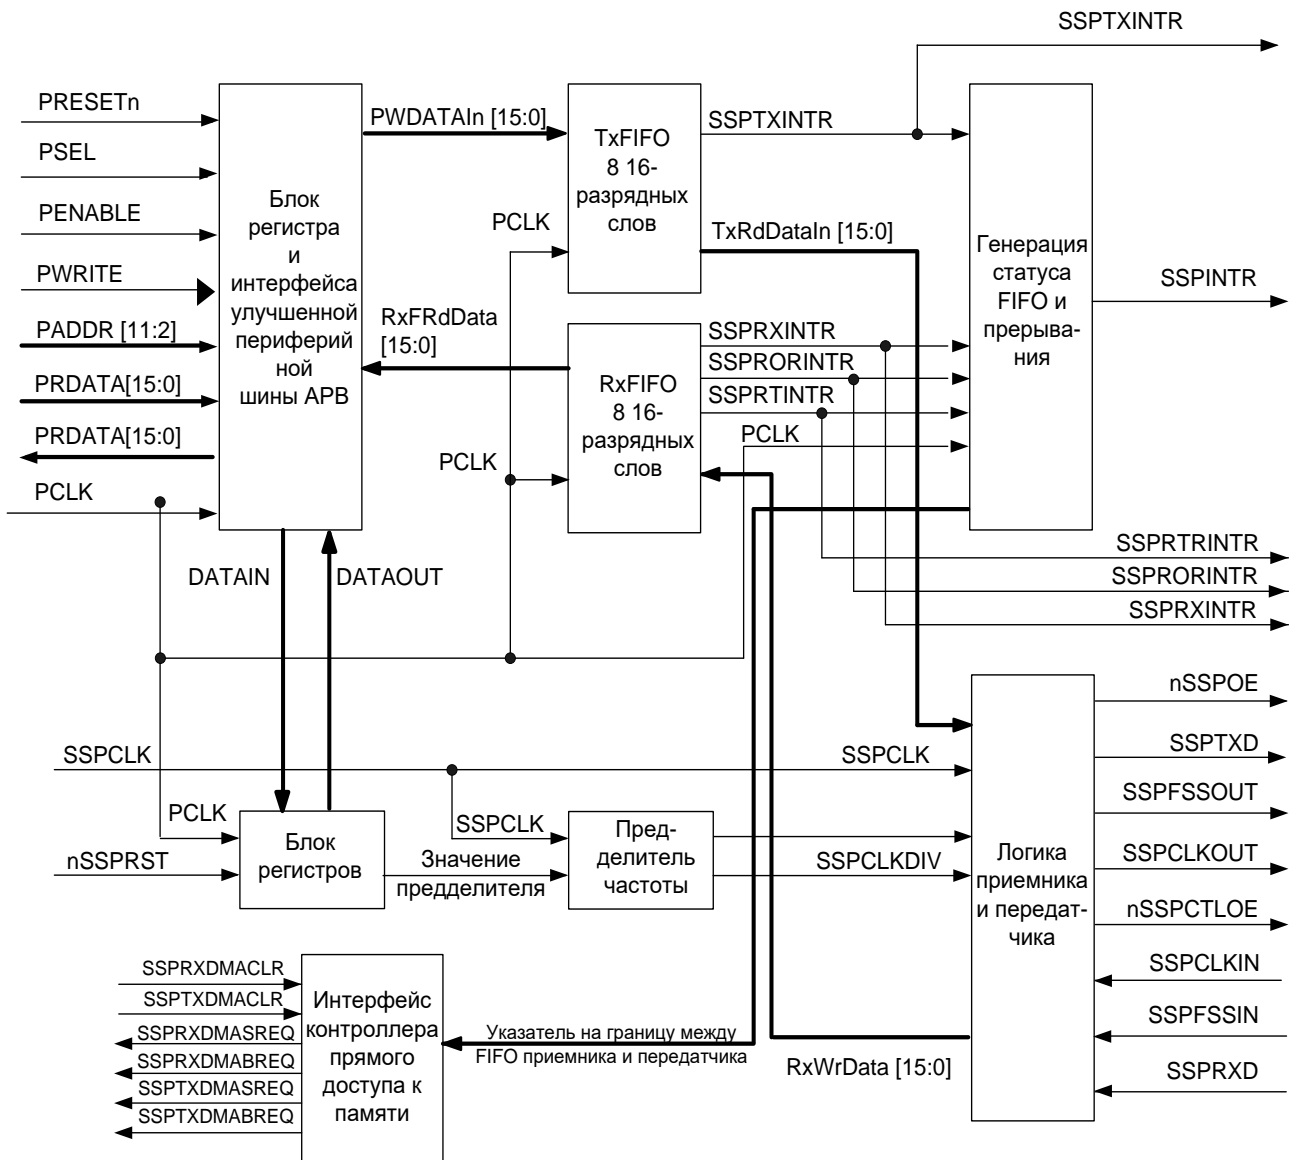 SSPTXINTR
PRESETn
PSEL
PENABLE
PWRITE
PADDR [11:2]
PRDATA[15:0]
PRDATA[15:0]
PCLK
Блок
регистра
и
интерфейса
улучшенной
периферий
ной
шины APB
PWDATAIn [15:0]
PCLK
RxFRdData
[15:0]
PCLK
TxFIFO
8 16-
разрядных
слов
RxFIFO
8 16-
разрядных
слов
SSPTXINTR
TxRdDataIn [15:0]
SSPRXINTR
SSPRORINTR
SSPRTINTR
PCLK
Генерация
статуса
FIFO и
прерыва-
ния
SSPINTR
SSPRTRINTR
SSPRORINTR
SSPRXINTR
DATAIN
DATAOUT
SSPCLK
SSPCLK
PCLK
nSSPRST
Блок
регистров
SSPCLK
Значение
предделителя
Пред-
делитель
частоты
SSPCLKDIV
Логика
приемника
и передат-
чика
nSSPOE
SSPTXD
SSPFSSOUT
SSPCLKOUT
nSSPCTLOE
SSPCLKIN
SSPFSSIN
SSPRXD
SSPRXDMACLR
SSPTXDMACLR
SSPRXDMASREQ
SSPRXDMABREQ
SSPTXDMASREQ
SSPTXDMABREQ
Интерфейс
контроллера
прямого
доступа к
памяти
Указатель на границу между
FIFO приемника и передатчика
RxWrData [15:0]